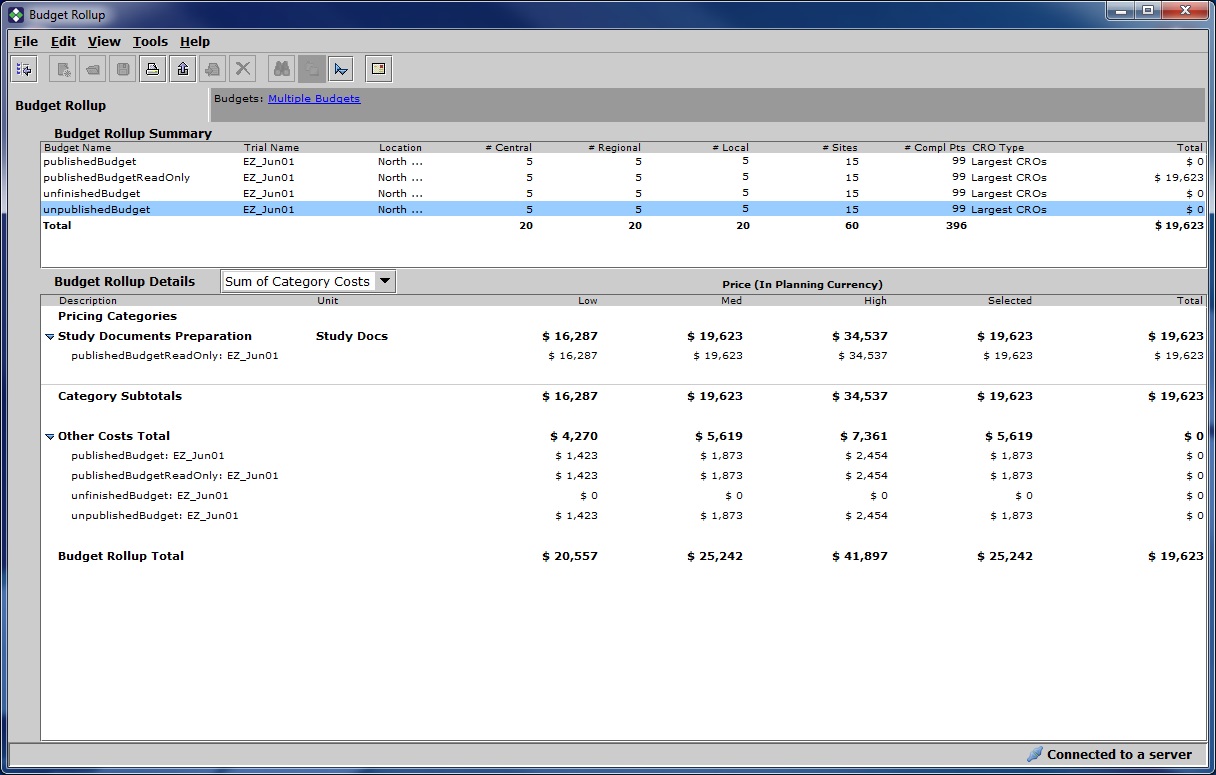 Budget Rollup
File Edit View Tools Help
Budget Rollup
Budgets: Multiple Budgets
Budget Rollup Summary
Budget Name Trial Name Location # Central # Regional # Local # Sites # Compl Pts CRO Type Total
publishedBudget EZ_Jun01 North ... 5 5 5 15 99 Largest CROs $ 0
publishedBudgetReadOnly EZ_Jun01 North ... 5 5 5 15 99 Largest CROs $ 19,623
unfinishedBudget EZ_Jun01 North ... 5 5 5 15 99 Largest CROs $ 0
unpublishedBudget EZ_Jun01 North ... 5 5 5 15 99 Largest CROs $ 0
Total 20 20 20 60 396 $ 19,623
Budget Rollup Details Sum of Category Costs Price (In Planning Currency)
Description Unit Low Med High Selected Total
Pricing Categories
Study Documents Preparation Study Docs $ 16,287 $ 19,623 $ 34,537 $ 19,623 $ 19,623
publishedBudgetReadOnly: EZ_Jun01 $ 16,287 $ 19,623 $ 34,537 $ 19,623 $ 19,623
Category Subtotals $ 16,287 $ 19,623 $ 34,537 $ 19,623 $ 19,623
Other Costs Total $ 4,270 $ 5,619 $ 7,361 $ 5,619 $ 0
publishedBudget: EZ_Jun01 $ 1,423 $ 1,873 $ 2,454 $ 1,873 $ 0
publishedBudgetReadOnly: EZ_Jun01 $ 1,423 $ 1,873 $ 2,454 $ 1,873 $ 0
unfinishedBudget: EZ_Jun01 $ 0 $ 0 $ 0 $ 0 $ 0
unpublishedBudget: EZ_Jun01 $ 1,423 $ 1,873 $ 2,454 $ 1,873 $ 0
Budget Rollup Total $ 20,557 $ 25,242 $ 41,897 $ 25,242 $ 19,623
Connected to a server